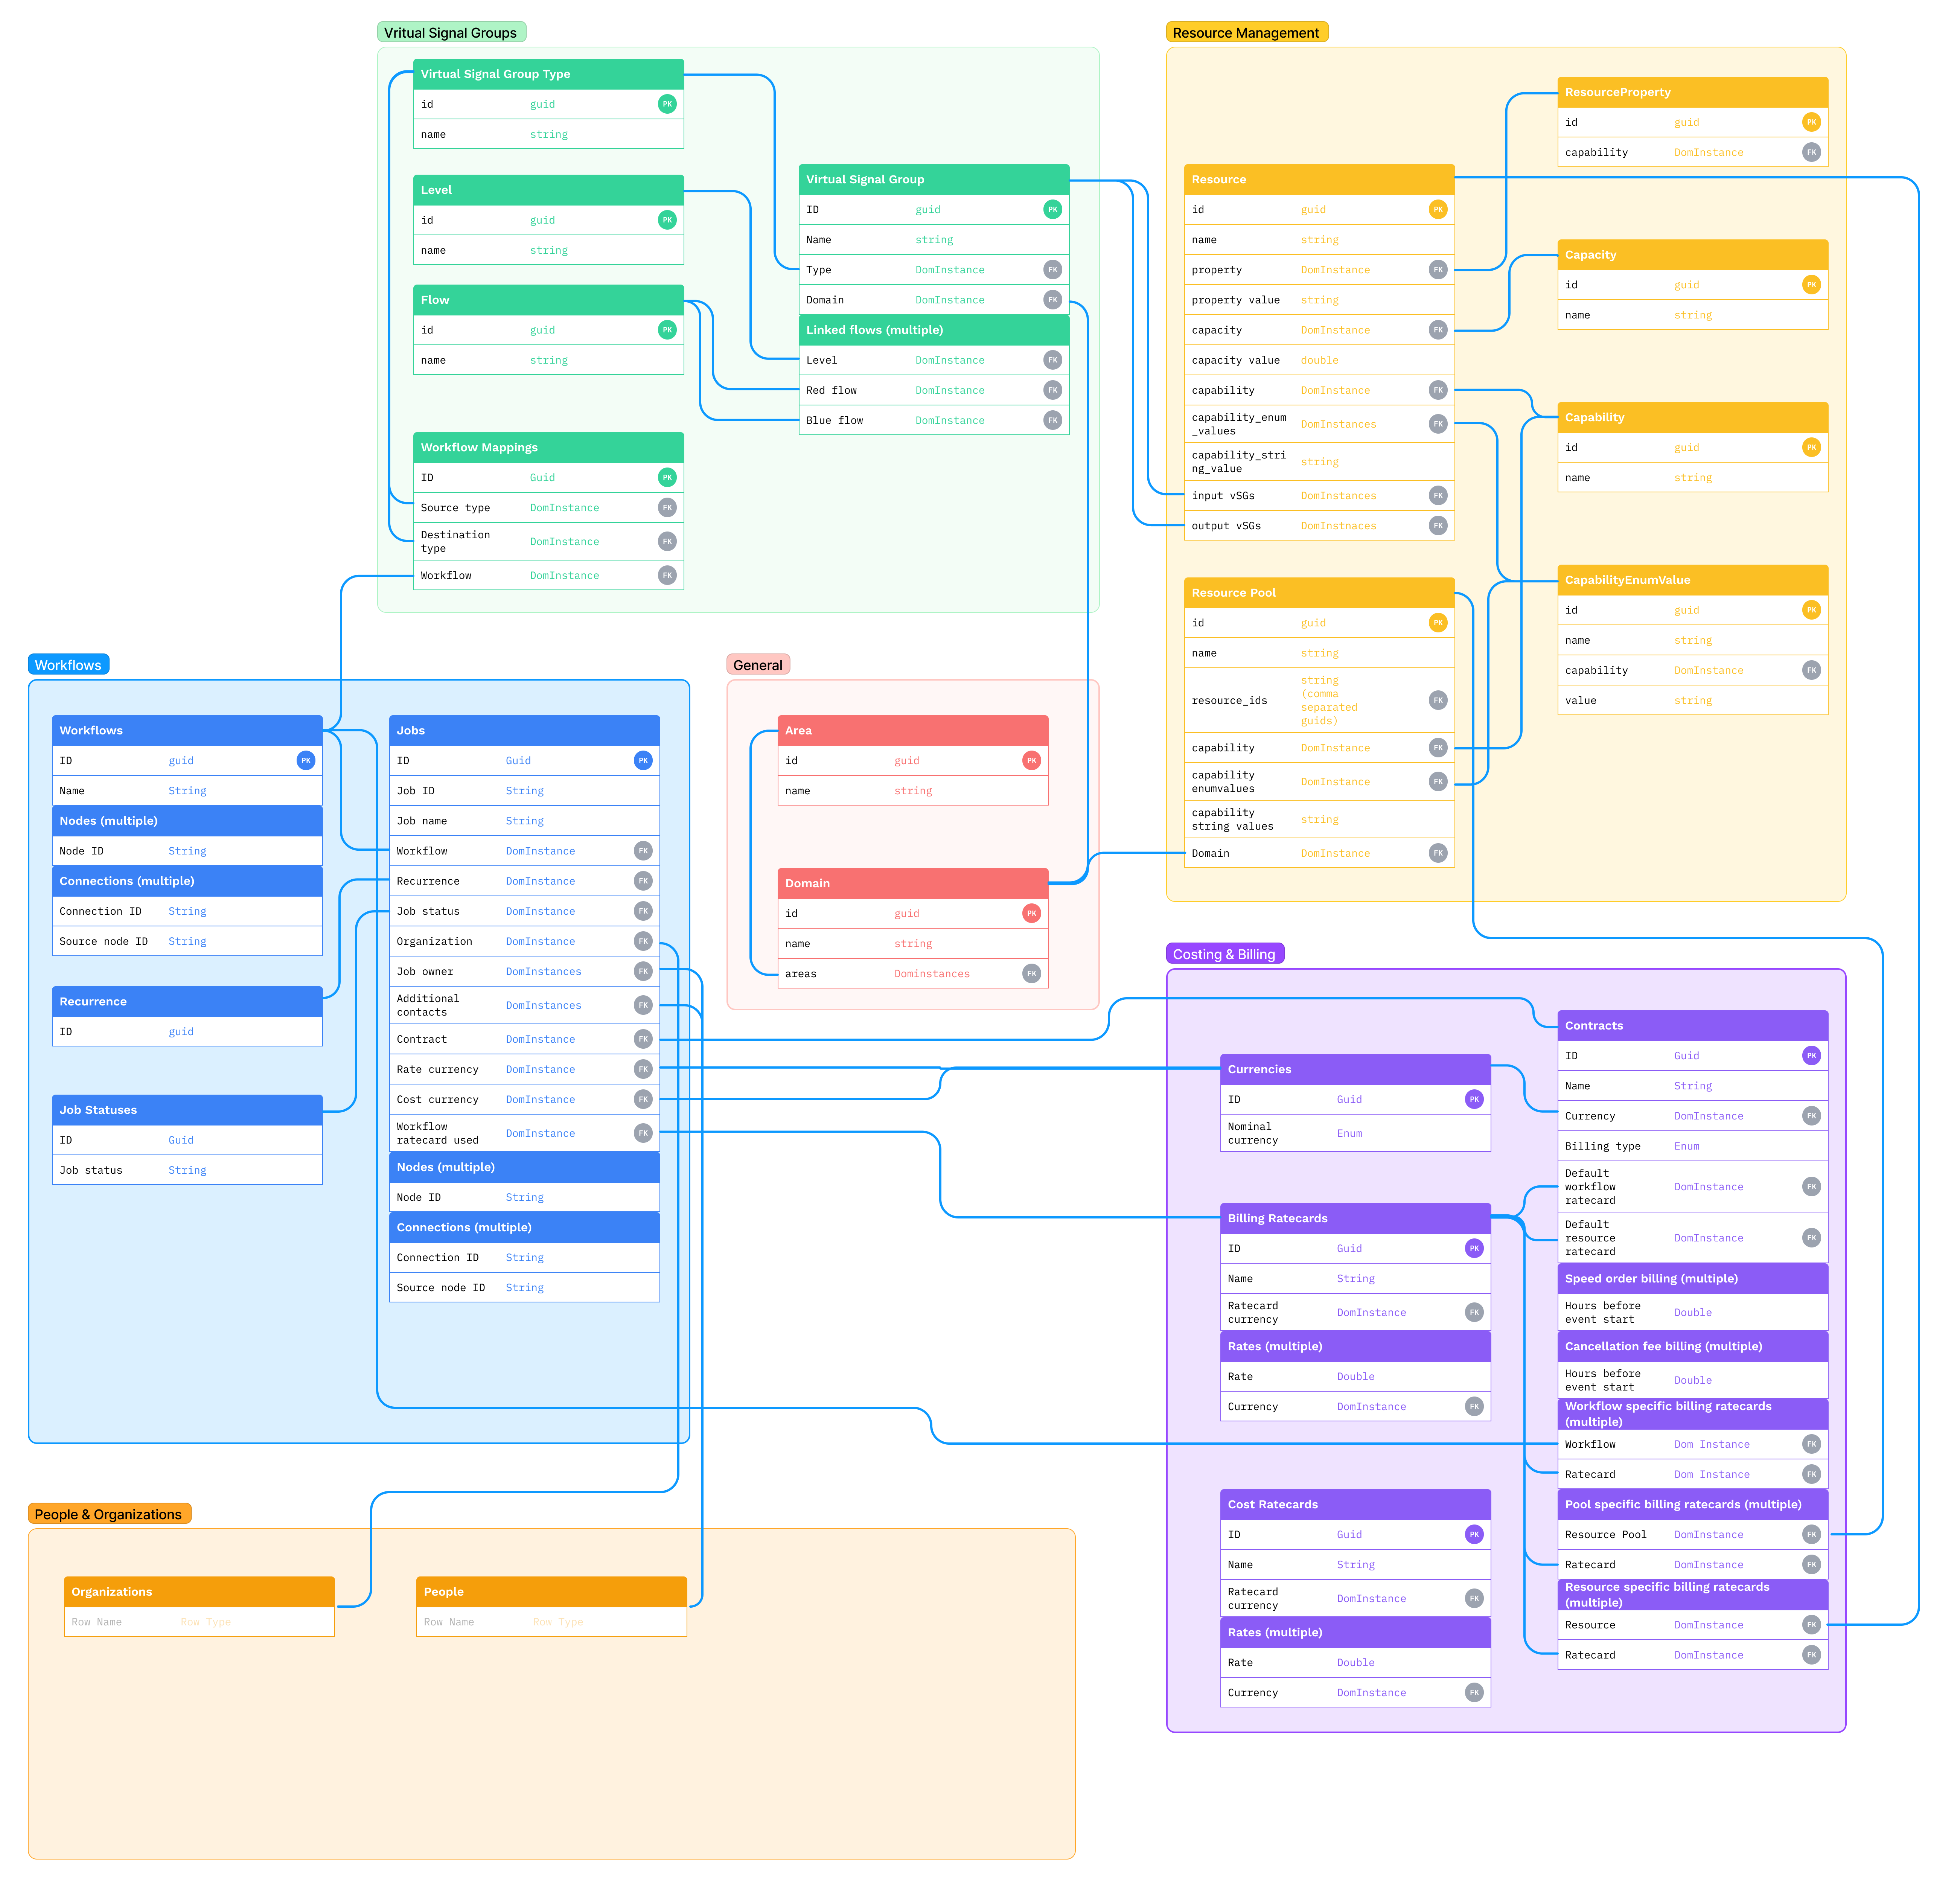 Vritual Signal Groups
Virtual Signal Group Type
id guid PK
name string
Level
id guid PK
name string
Flow
id guid PK
name string
Workflow Mappings
ID Guid PK
Source type DomInstance FK
Destination
type DomInstance FK
Workflow DomInstance FK
Virtual Signal Group
ID guid PK
Name string
Type DomInstance FK
Domain DomInstance FK
Linked flows (multiple)
Level DomInstance FK
Red flow DomInstance FK
Blue flow DomInstance FK
Resource Management
Resource
id guid PK
name string
property DomInstance FK
property value string
capacity DomInstance FK
capacity value double
capability DomInstance FK
capability_enum
_values DomInstances FK
capability_stri
ng_value string
input vSGs DomInstances FK
output vSGs DomInstnaces FK
Resource Pool
id guid PK
name string
resource_ids string
(comma
separated
guids) FK
capability DomInstance FK
capability
enumvalues DomInstance FK
capability
string values string
Domain DomInstance FK
ResourceProperty
id guid PK
capability DomInstance FK
Capacity
id guid PK
name string
Capability
id guid PK
name string
CapabilityEnumValue
id guid PK
name string
capability DomInstance FK
value string
Workflows
Workflows
ID guid PK
Name String
Nodes (multiple)
Node ID String
Connections (multiple)
Connection ID String
Source node ID String
Recurrence
ID guid
Job Statuses
ID Guid
Job status String
Jobs
ID Guid PK
Job ID String
Job name String
Workflow DomInstance FK
Recurrence DomInstance FK
Job status DomInstance FK
Organization DomInstance FK
Job owner DomInstances FK
Additional
contacts DomInstances FK
Contract DomInstance FK
Rate currency DomInstance FK
Cost currency DomInstance FK
Workflow
ratecard used DomInstance FK
Nodes (multiple)
Node ID String
Connections (multiple)
Connection ID String
Source node ID String
General
Area
id guid PK
name string
Domain
id guid PK
name string
areas Dominstances FK
Costing & Billing
Currencies
ID Guid PK
Nominal
currency Enum
Billing Ratecards
ID Guid PK
Name String
Ratecard
currency DomInstance FK
Rates (multiple)
Rate Double
Currency DomInstance FK
Cost Ratecards
ID Guid PK
Name String
Ratecard
currency DomInstance FK
Rates (multiple)
Rate Double
Currency DomInstance FK
Contracts
ID Guid PK
Name String
Currency DomInstance FK
Billing type Enum
Default
workflow
ratecard DomInstance FK
Default
resource
ratecard DomInstance FK
Speed order billing (multiple)
Hours before
event start Double
Cancellation fee billing (multiple)
Hours before
event start Double
Workflow specific billing ratecards
(multiple)
Workflow Dom Instance FK
Ratecard Dom Instance FK
Pool specific billing ratecards (multiple)
Resource Pool DomInstance FK
Ratecard DomInstance FK
Resource specific billing ratecards
(multiple)
Resource DomInstance FK
Ratecard DomInstance FK
People & Organizations
Organizations
Row Name Row Type
People
Row Name Row Type